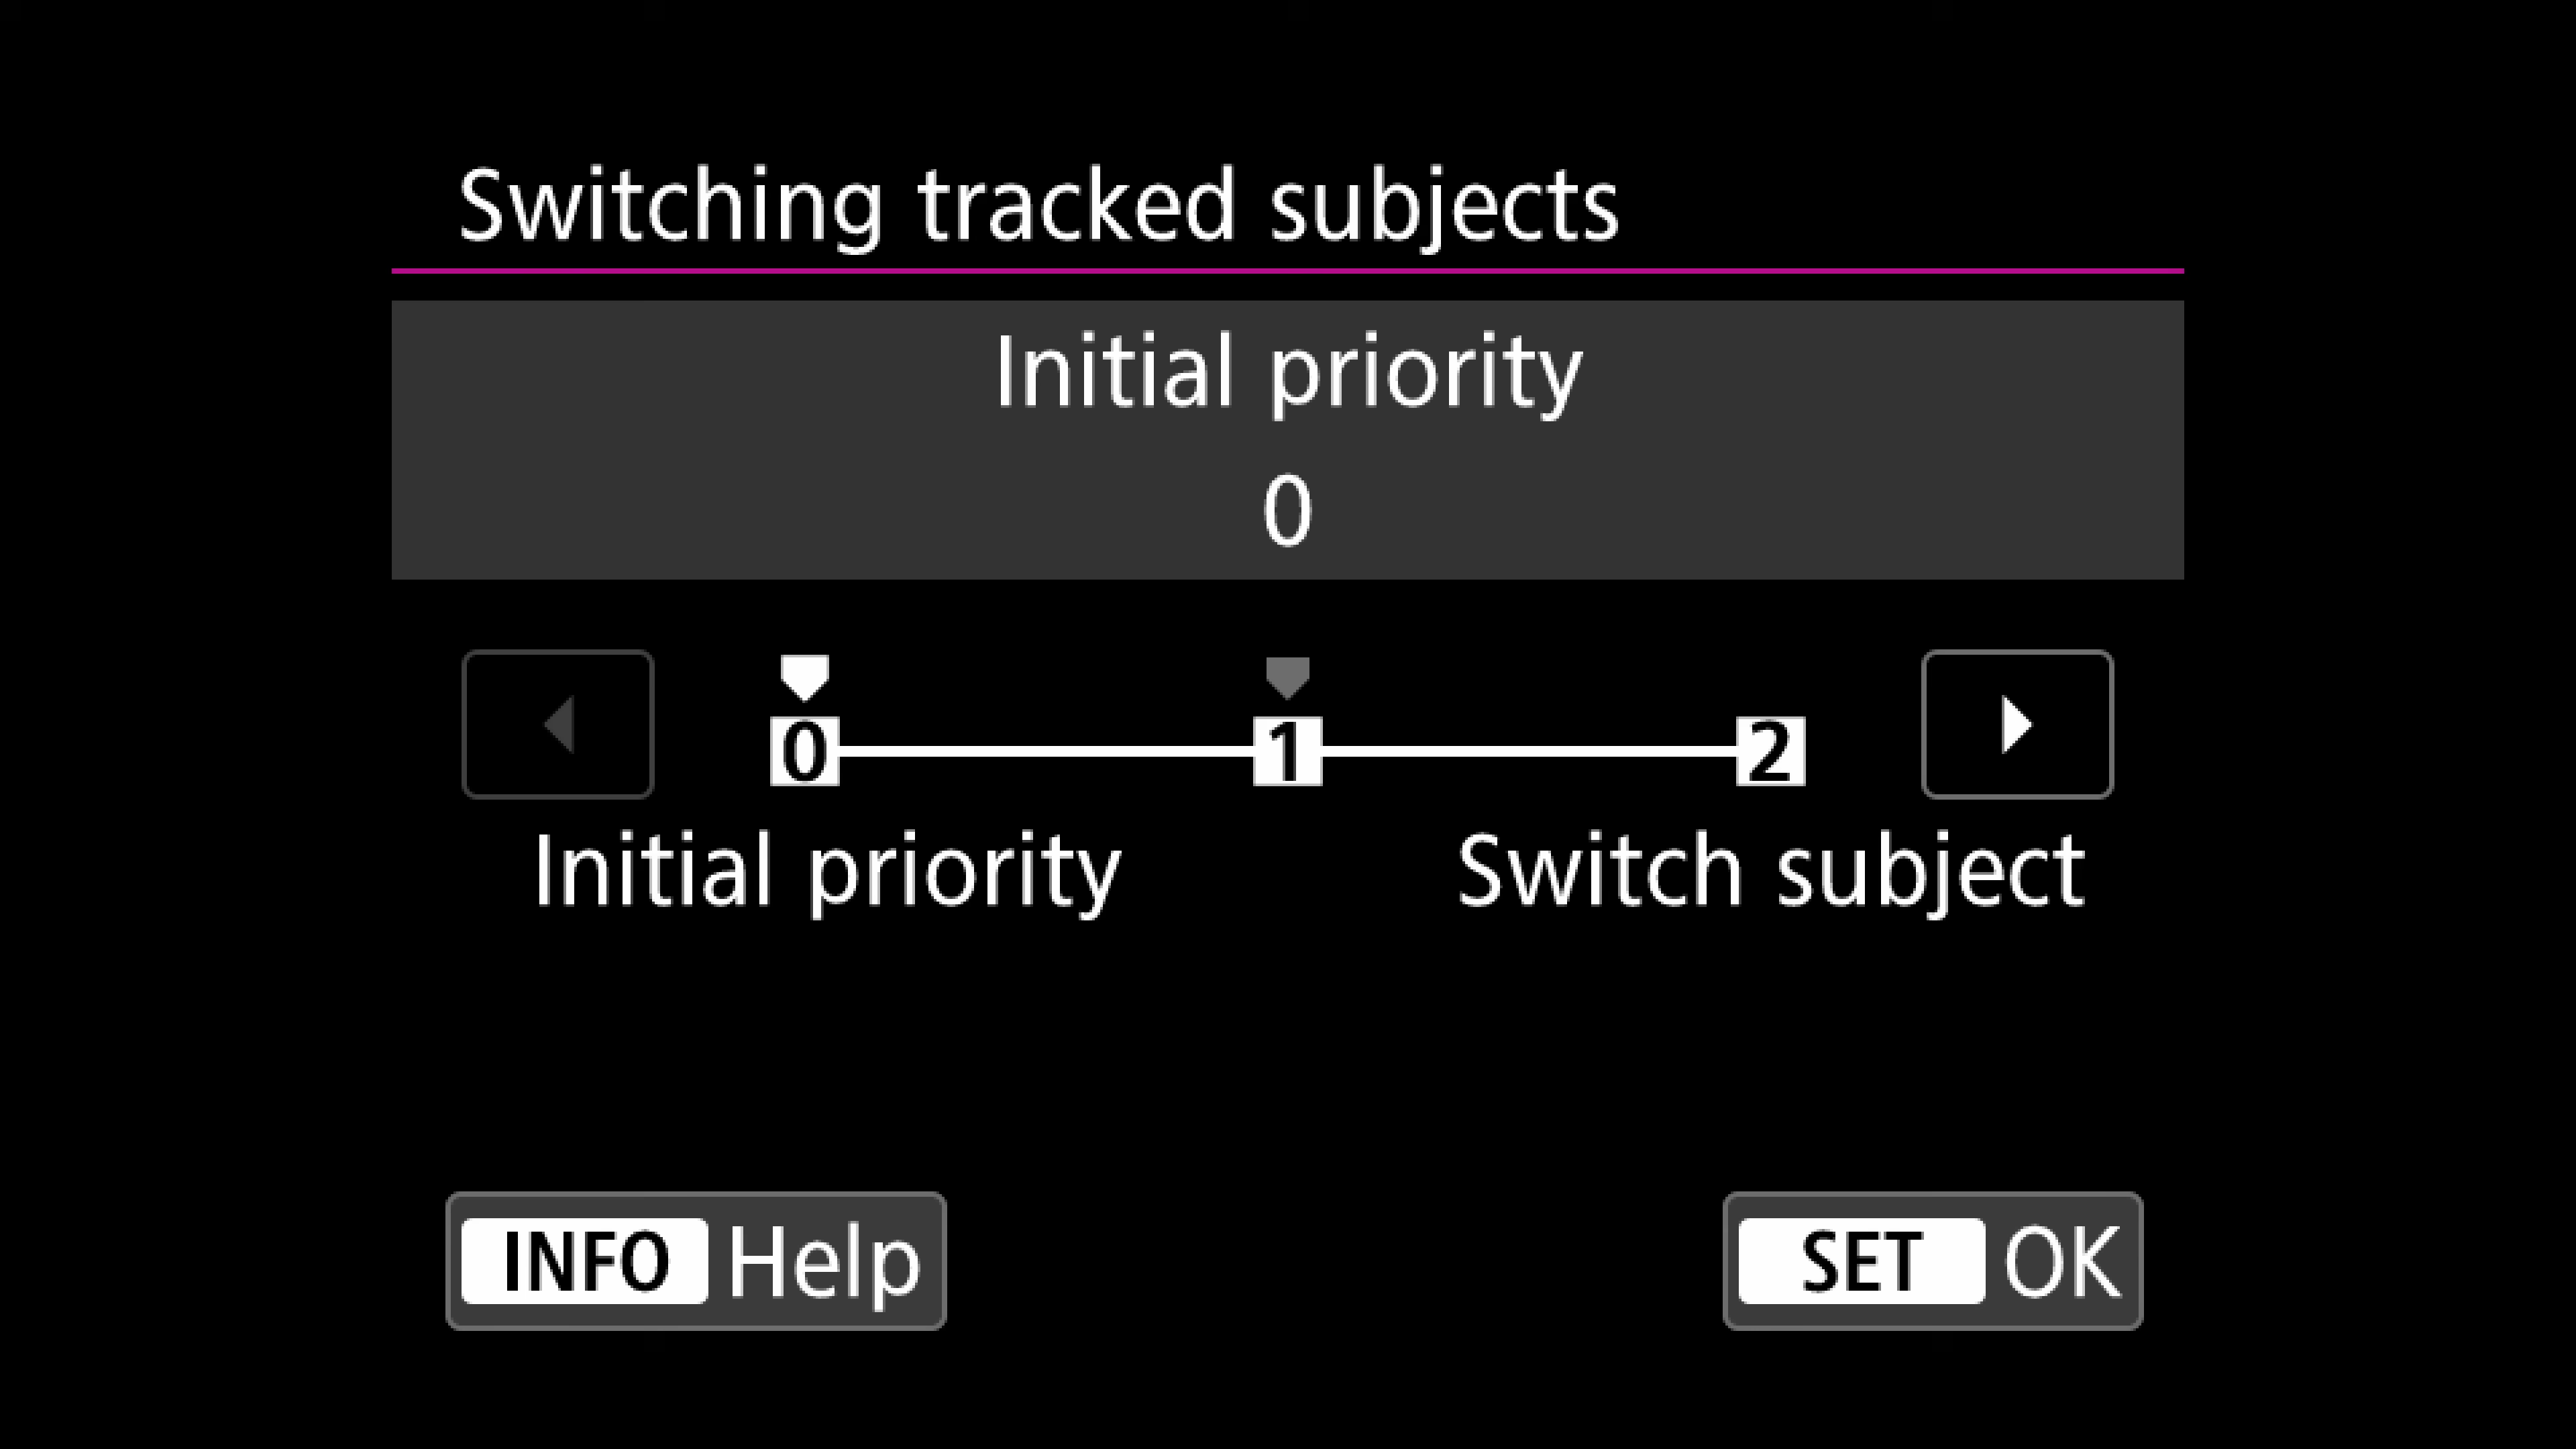 Switching tracked subjects
Initial priority
0
0 1 2
Initial priority Switch subject
INFO Help SET OK